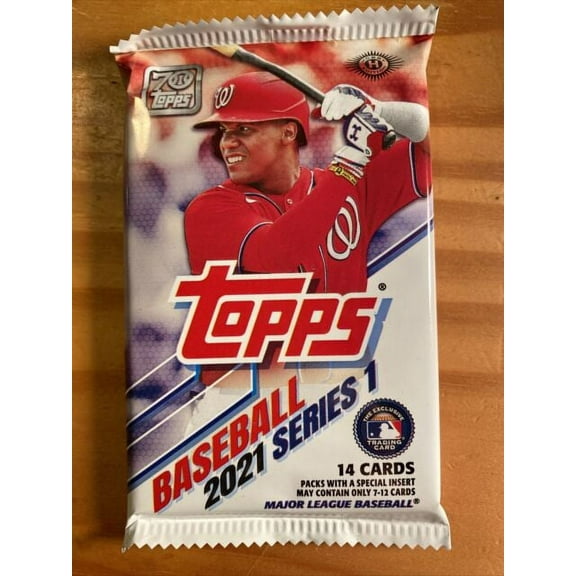 70
Topps
H
W
W
Topps®
BASEBALL
2021 SERIES 1
THE EXCLUSIVE
TRADING
CARD
14 CARDS
PACKS WITH A SPECIAL INSERT
MAY CONTAIN ONLY 7-12 CARDS
MAJOR LEAGUE BASEBALL®